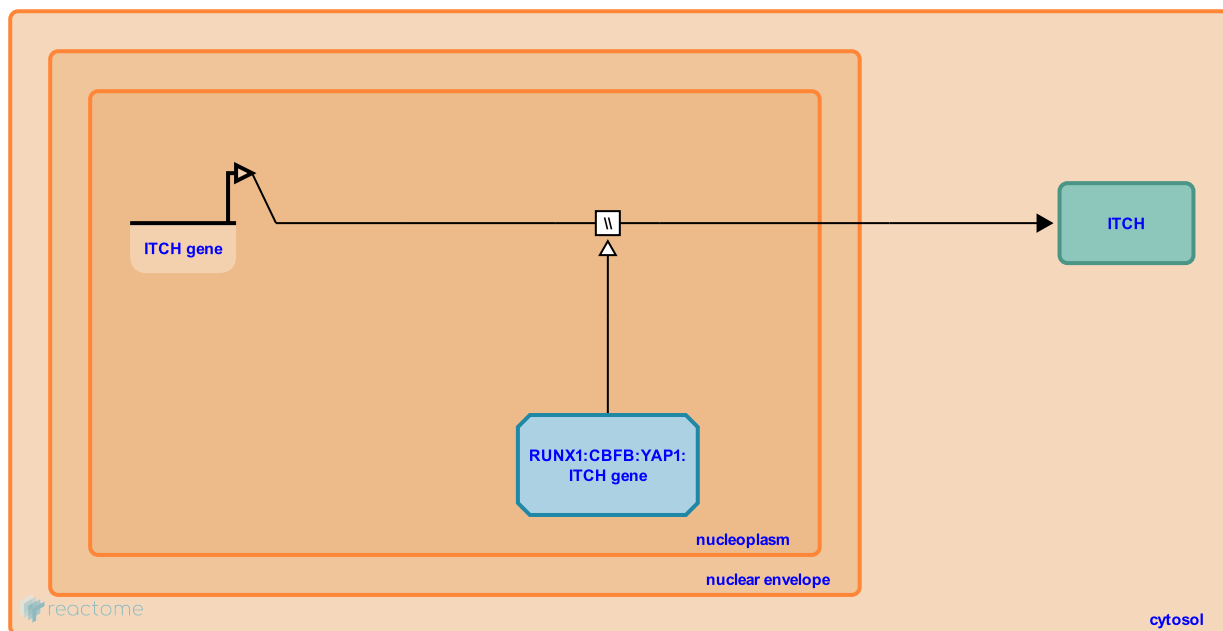 ITCH gene
\\
ITCH
RUNX1:CBFB:YAP1:
ITCH gene
nucleoplasm
nuclear envelope
reactome
cytosol